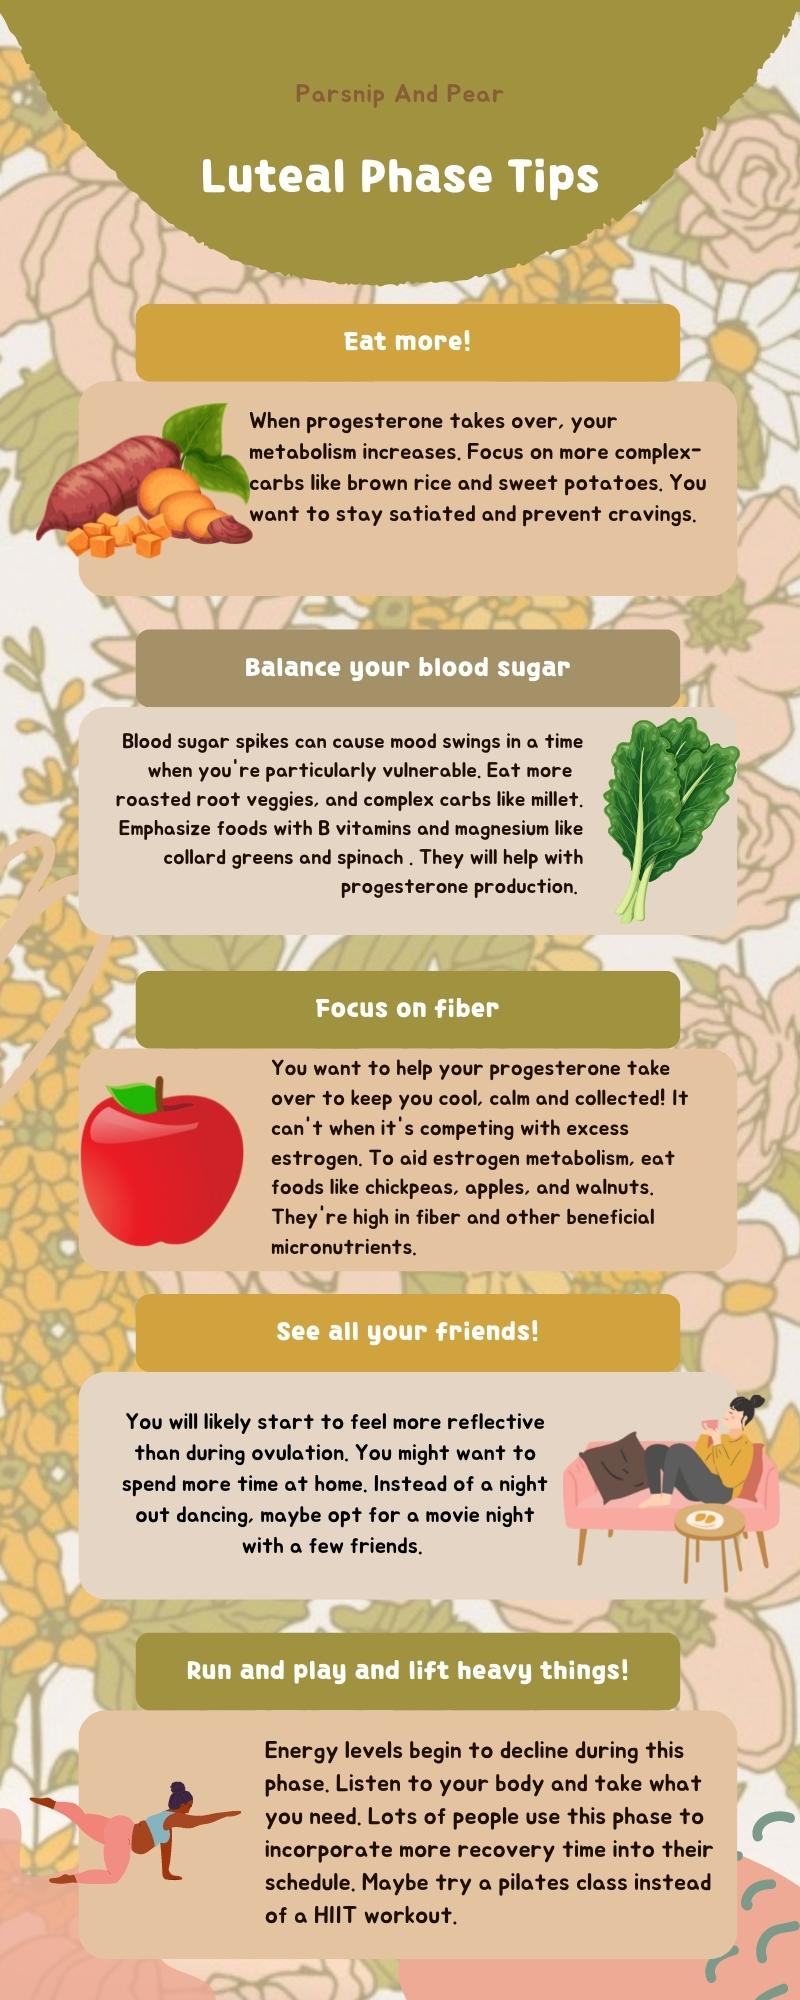 Parsnip And Pear
Luteal Phase Tips
Eat more!
When progesterone takes over, your
metabolism increases. Focus on more complex-
carbs like brown rice and sweet potatoes. You
want to stay satiated and prevent cravings.
Balance your blood sugar
Blood sugar spikes can cause mood swings in a time
when you're particularly vulnerable. Eat more
roasted root veggies, and complex carbs like millet.
Emphasize foods with B vitamins and magnesium like
collard greens and spinach . They will help with
progesterone production.
Focus on fiber
You want to help your progesterone take
over to keep you cool, calm and collected! It
can't when it's competing with excess
estrogen. To aid estrogen metabolism, eat
foods like chickpeas, apples, and walnuts.
They're high in fiber and other beneficial
micronutrients.
See all your friends!
You will likely start to feel more reflective
than during ovulation. You might want to
spend more time at home. Instead of a night
out dancing, maybe opt for a movie night
with a few friends.
Run and play and lift heavy things!
Energy levels begin to decline during this
phase. Listen to your body and take what
you need. Lots of people use this phase to
incorporate more recovery time into their
schedule. Maybe try a pilates class instead
of a HIIT workout.